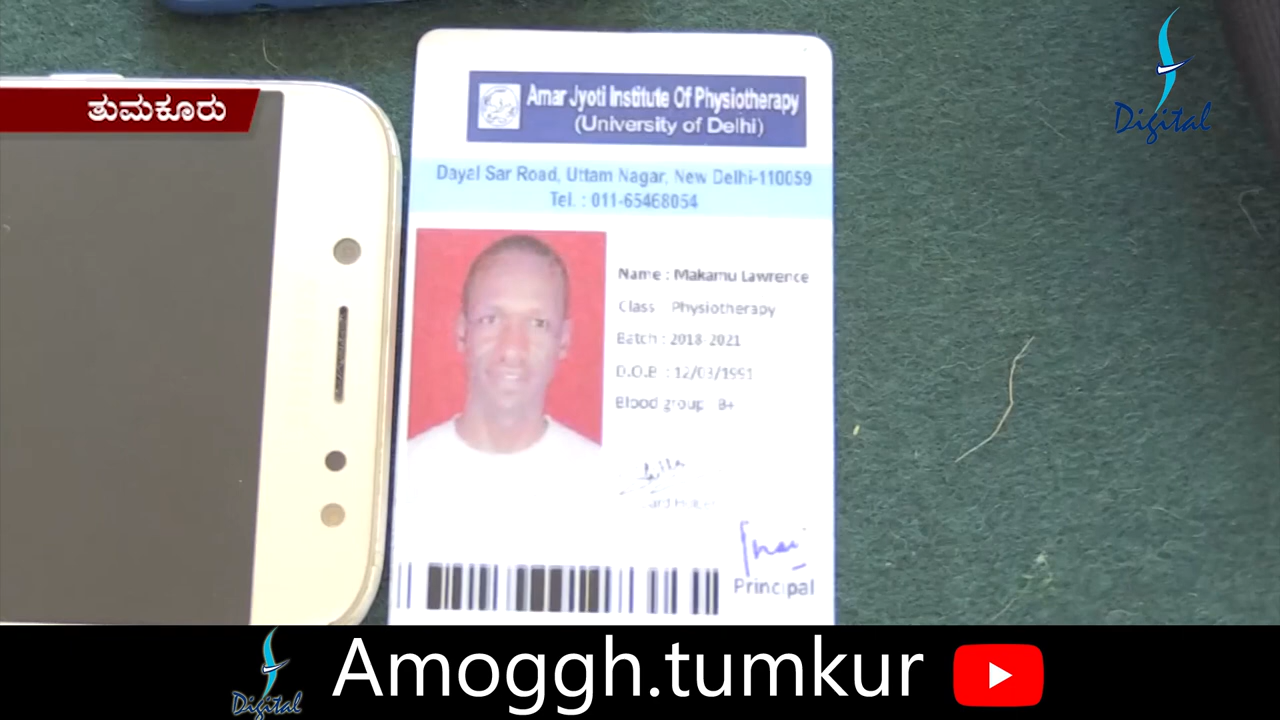 ತುಮಕೂರು
Digital
Amar Jyoti Institute Of Physiotherapy
(University of Delhi)
Dayal Sar Road, Uttam Nagar, New Delhi-110059
Tel. : 011-65468054
Name : Makamu Lawrence
Class Physiotherapy
Batch : 2018-2021
D.O.B : 12/03/1991
Blood group B+
Principal
Digital
Amoggh.tumkur